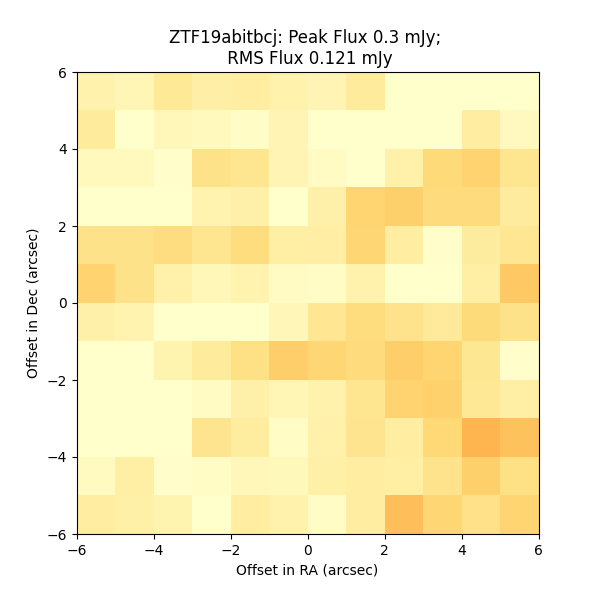 ZTF19abitbcj: Peak Flux 0.3 mJy;
RMS Flux 0.121 mJy
6
4
2
0
−2
−4
−6
Offset in Dec (arcsec)
−6 −4 −2 0 2 4 6
Offset in RA (arcsec)